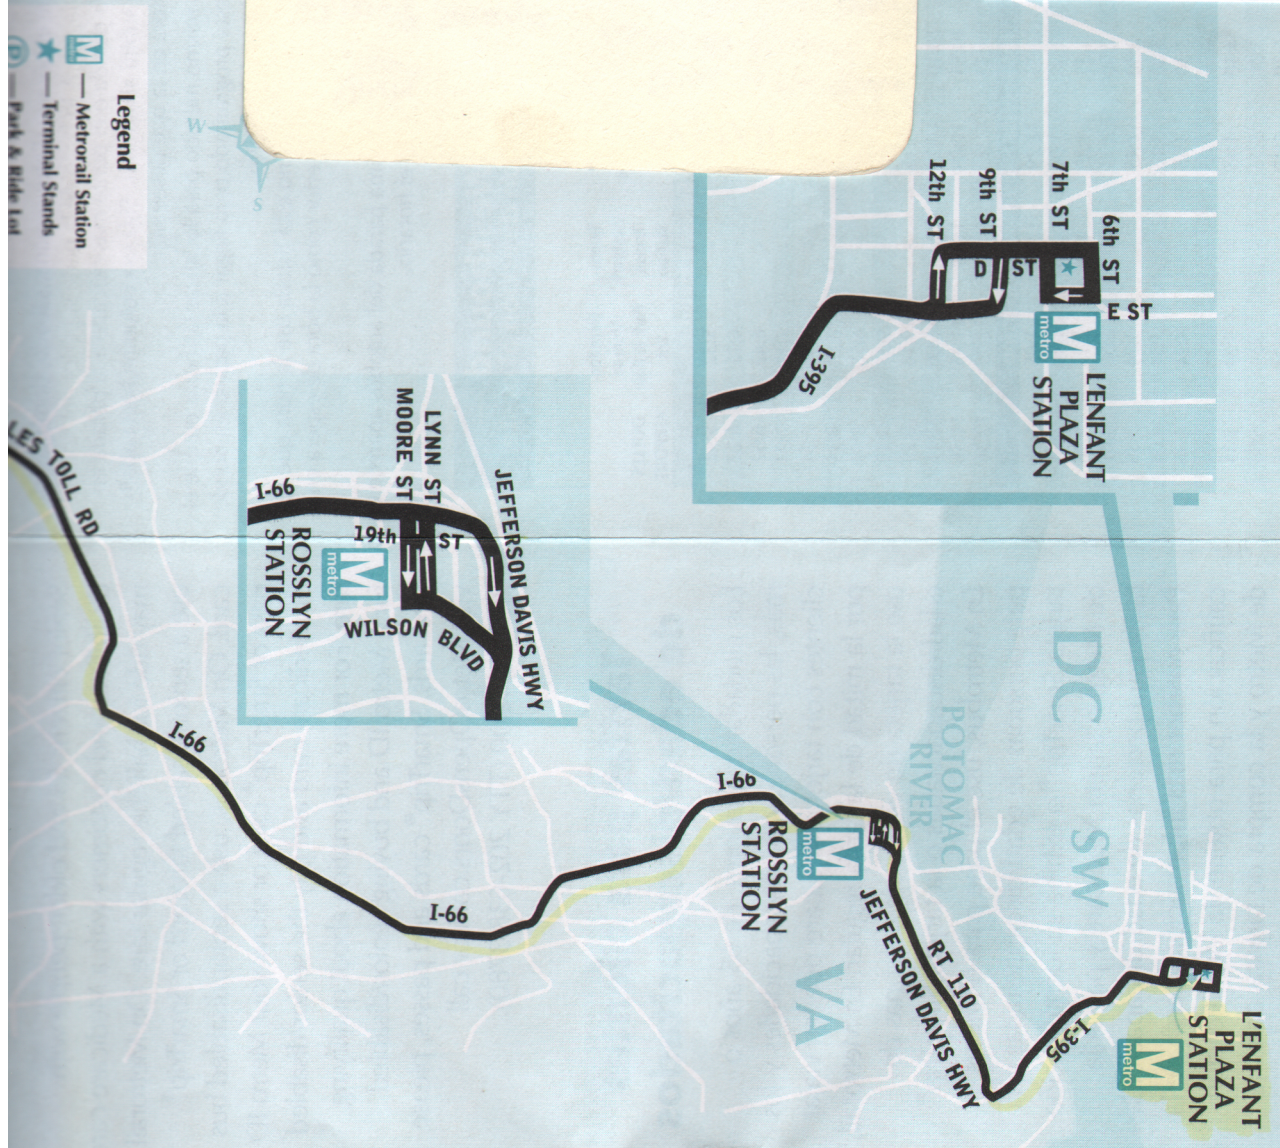 Legend
M metro — Metrorail Station
★ — Terminal Stands
P — Park & Ride Lot
W
S
12th ST
9th ST
7th ST
6th ST
D ST
E ST
M metro
L'ENFANT
PLAZA
STATION
I-395
MOORE ST
LYNN ST
JEFFERSON DAVIS HWY
I-66
19th ST
M metro
ROSSLYN
STATION
WILSON BLVD
LES TOLL RD
I-66
I-66
I-66
ROSSLYN
STATION
M metro
DC
SW
POTOMAC
RIVER
VA
RT 110
JEFFERSON DAVIS HWY
I-395
L'ENFANT
PLAZA
STATION
M metro